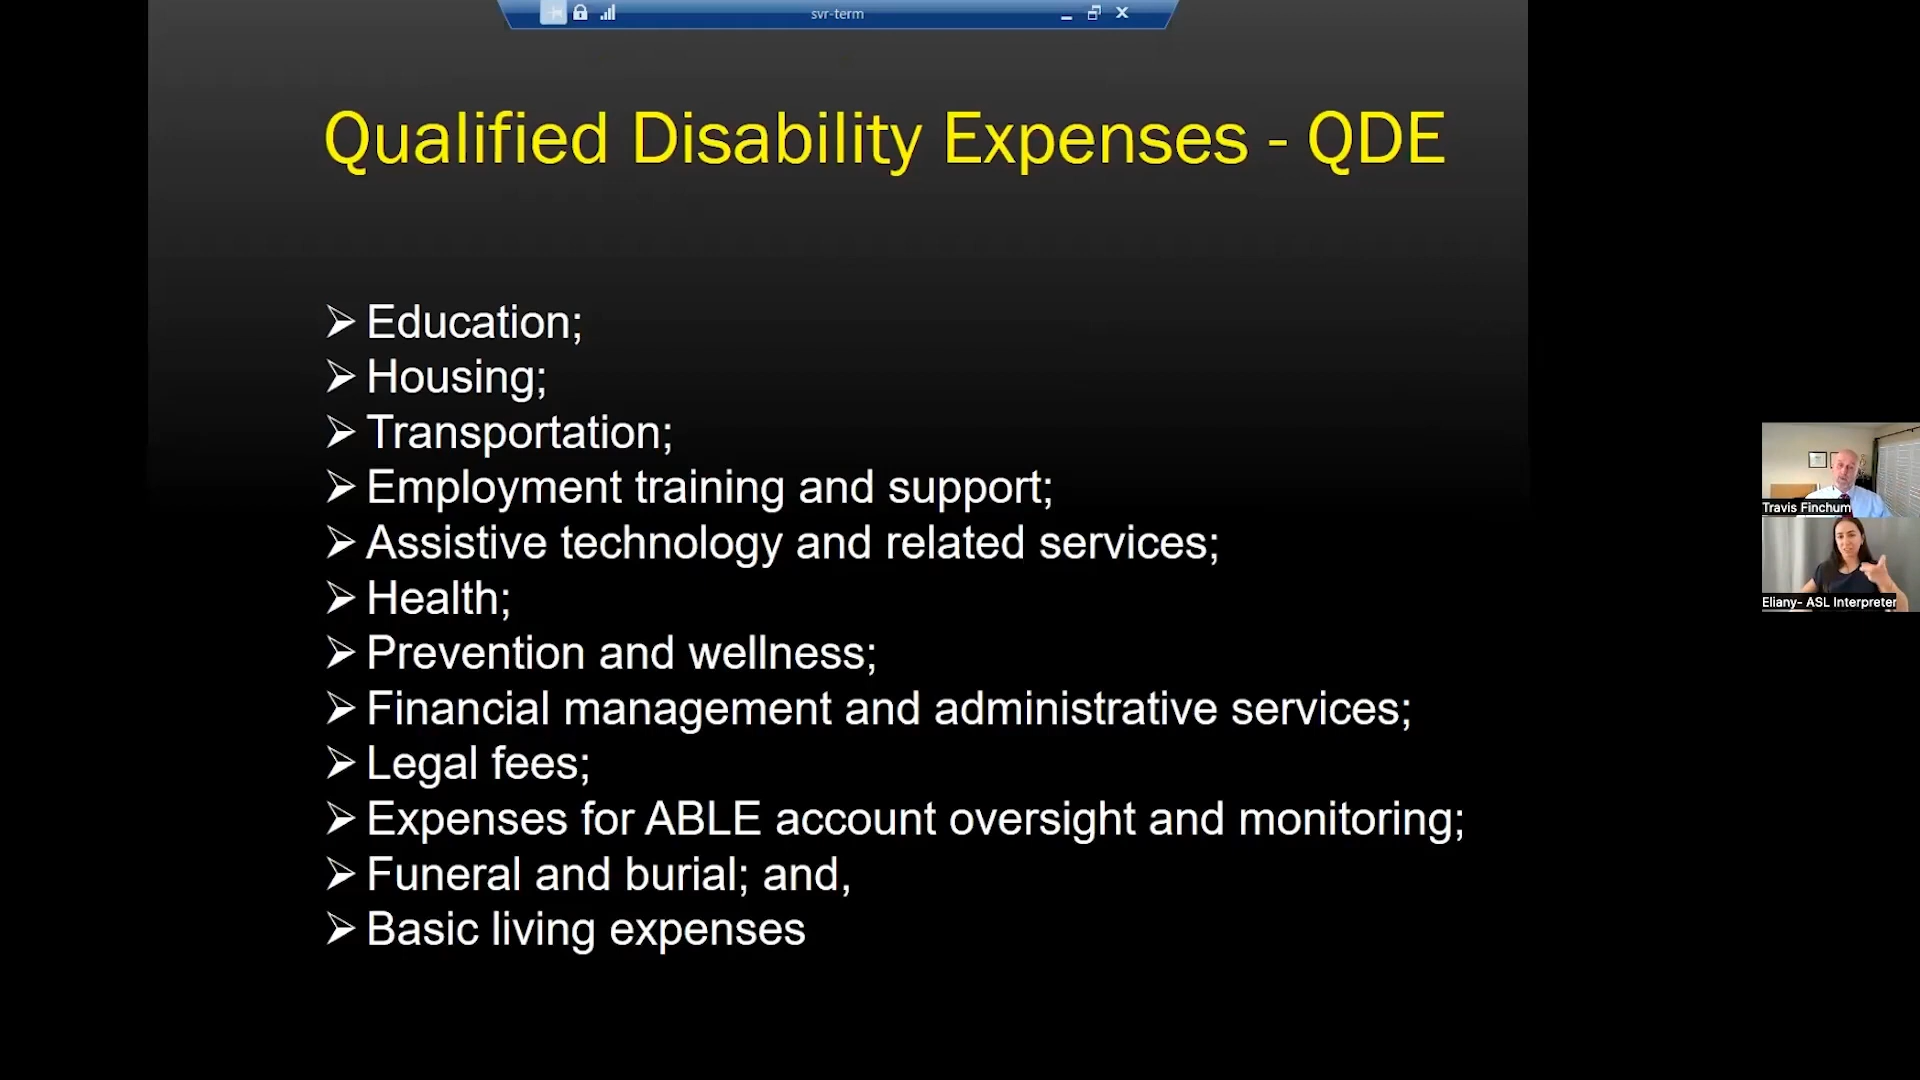 svr-term
Qualified Disability Expenses - QDE
Education;
Housing;
Transportation;
Employment training and support;
Assistive technology and related services;
Health;
Prevention and wellness;
Financial management and administrative services;
Legal fees;
Expenses for ABLE account oversight and monitoring;
Funeral and burial; and,
Basic living expenses
Travis Finchum
Eliany- ASL Interpreter